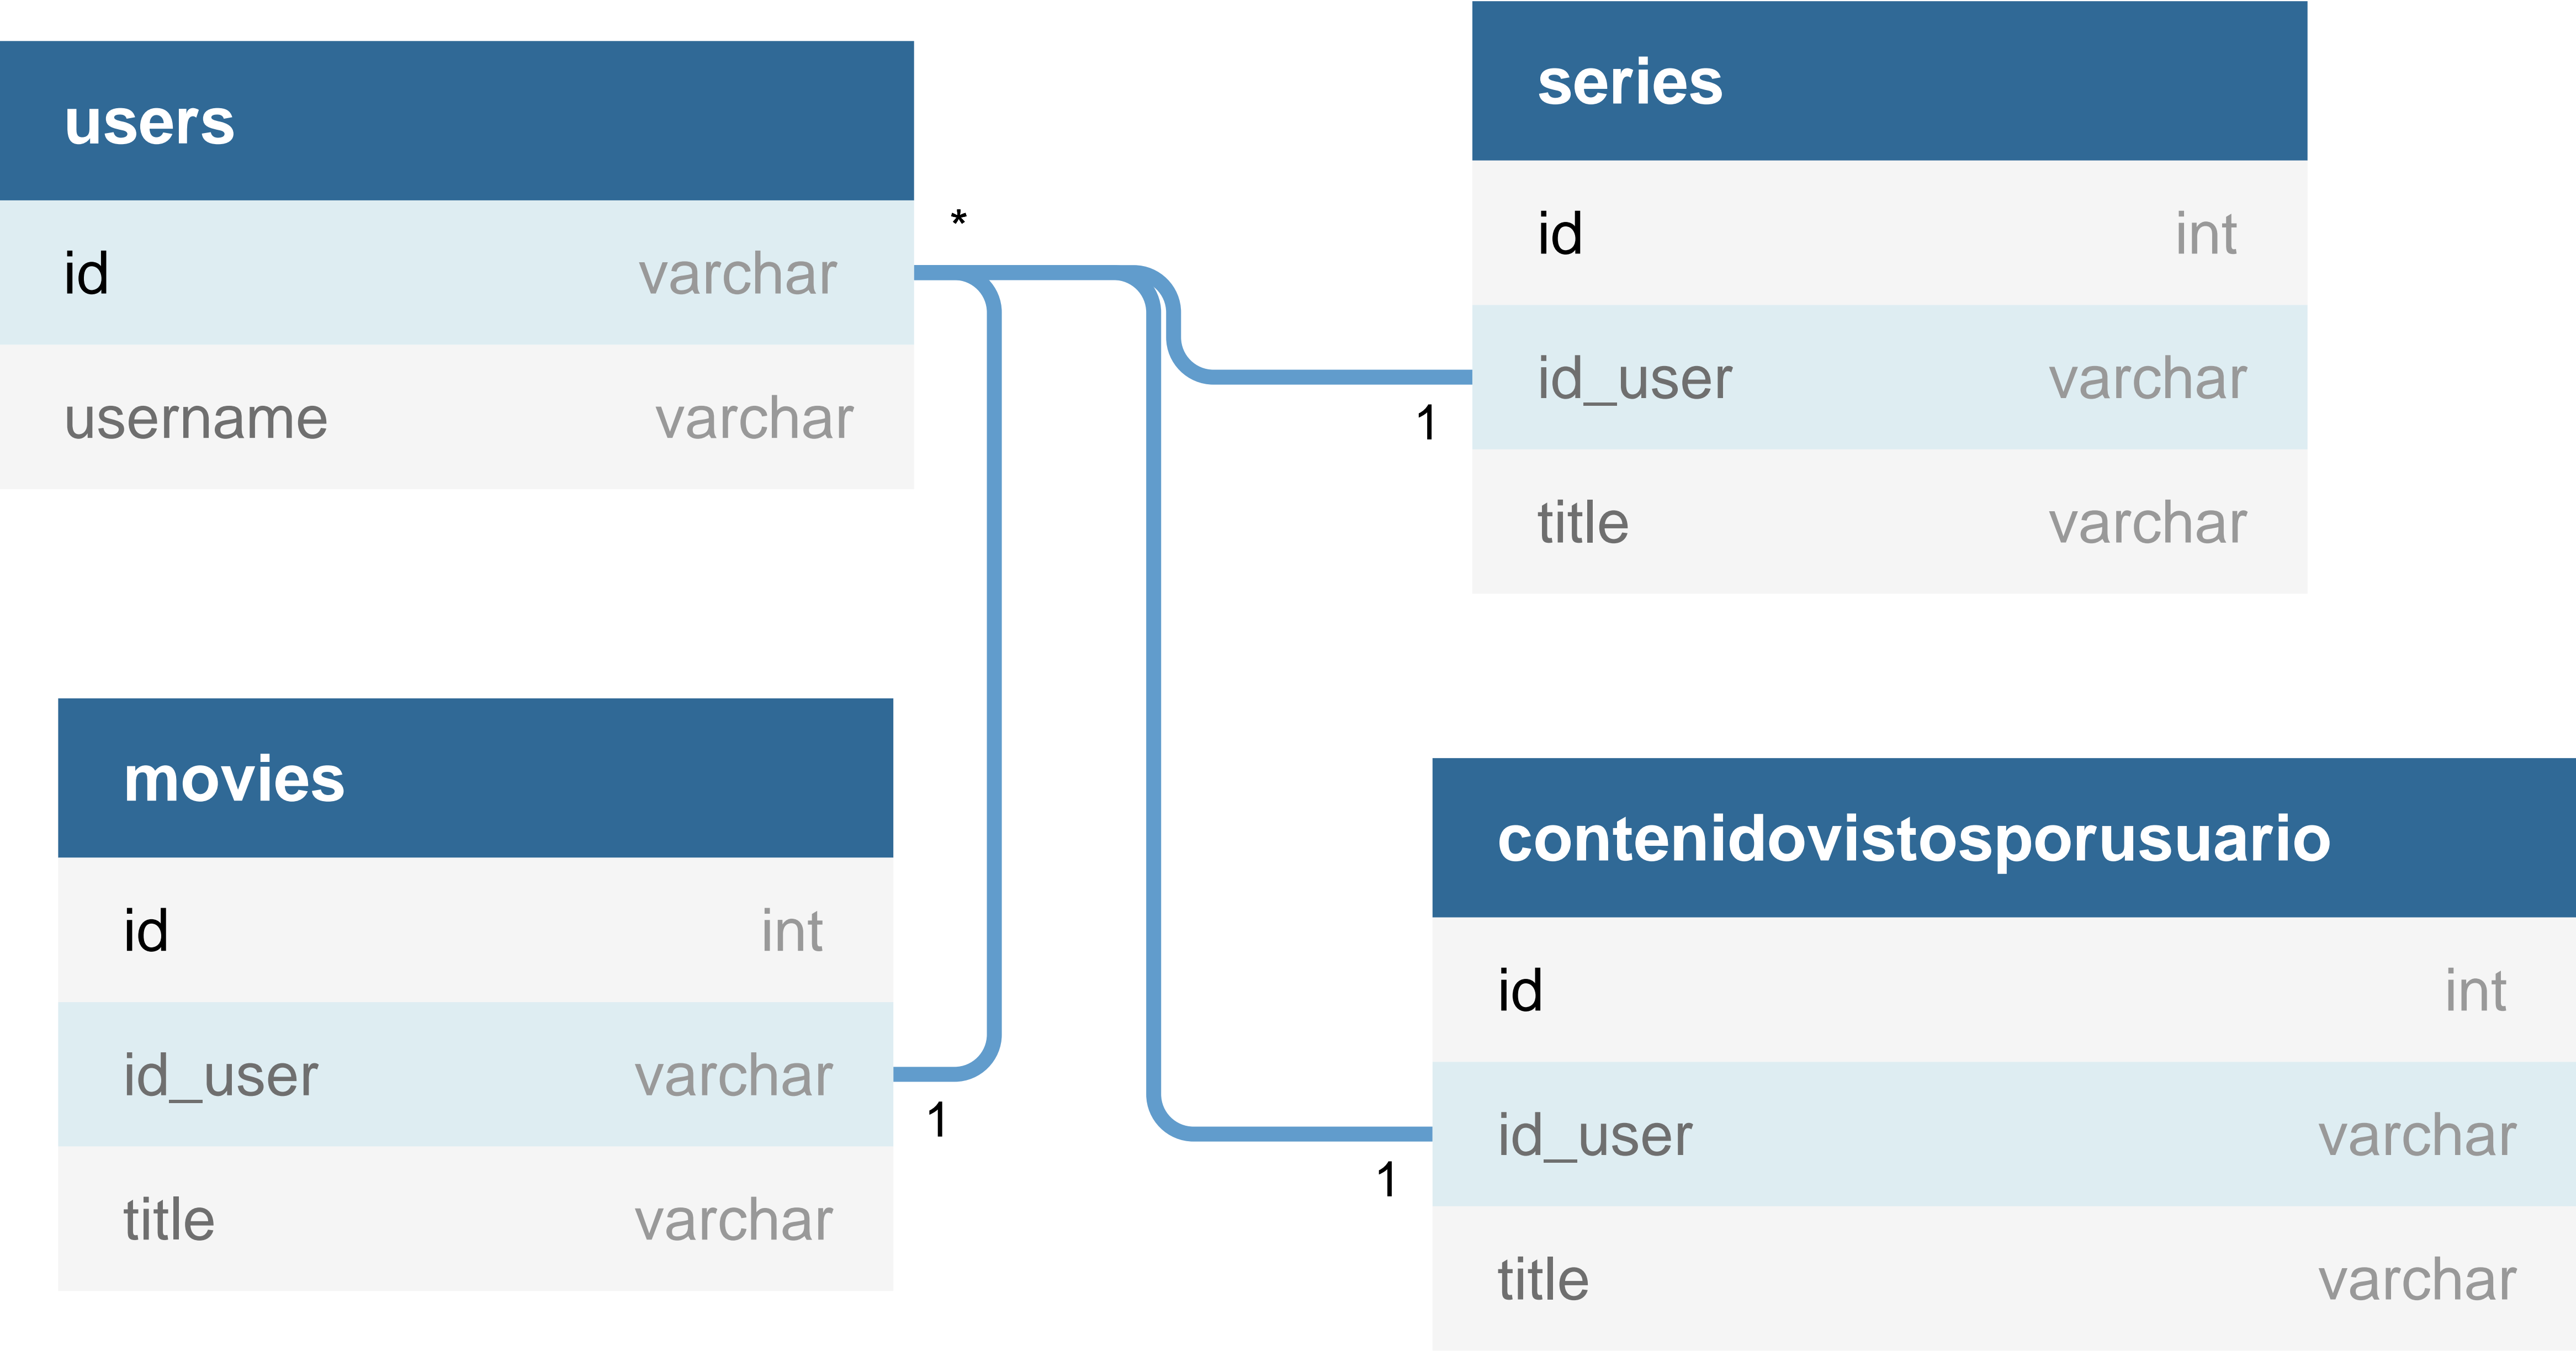 users
id varchar
username varchar
*
series
id int
id_user varchar
1
title varchar
movies
id int
id_user varchar
1
title varchar
contenidovistosporusuario
id int
id_user varchar
1
title varchar